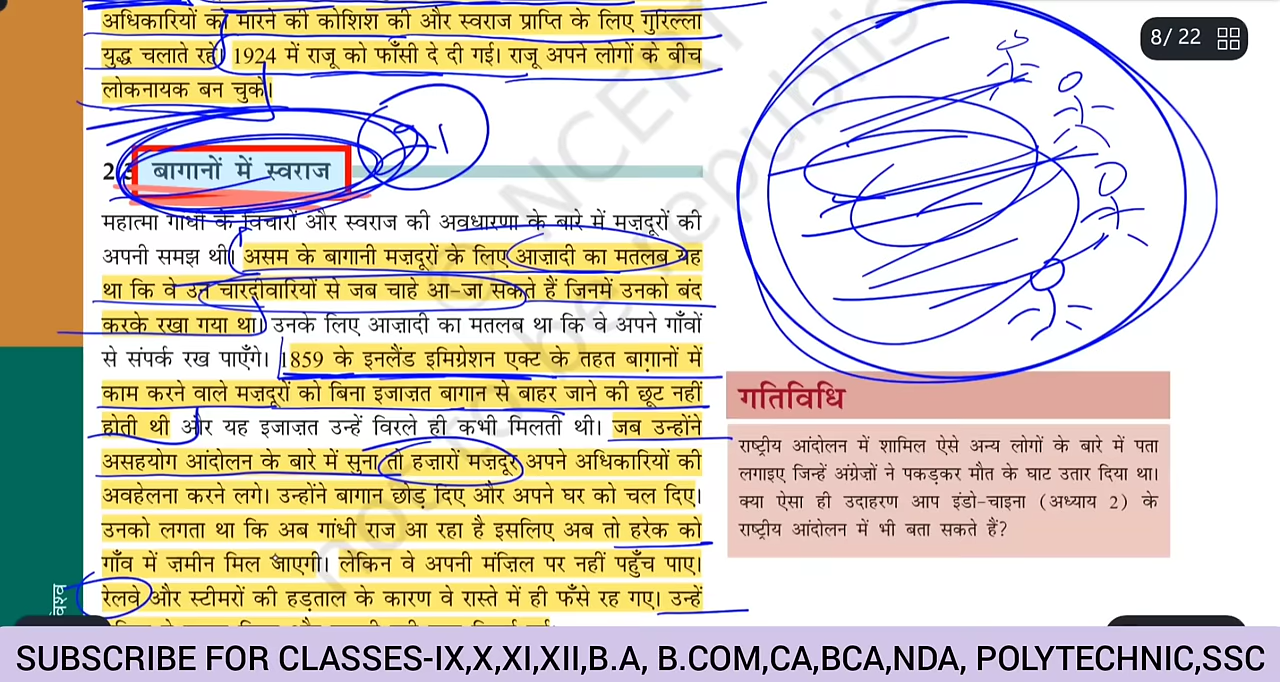 अधिकारियों को मारने की कोशिश की और स्वराज प्राप्ति के लिए गुरिल्ला
युद्ध चलाते रहे। 1924 में राजू को फाँसी दे दी गई। राजू अपने लोगों के बीच
लोकनायक बन चुके।
8/ 22
2.3 बागानों में स्वराज
महात्मा गांधी के विचारों और स्वराज की अवधारणा के बारे में मज़दूरों की
अपनी समझ थी। असम के बागानी मज़दूरों के लिए आज़ादी का मतलब यह
था कि वे उन चारदीवारियों से जब चाहे आ-जा सकते हैं जिनमें उनको बंद
करके रखा गया था। उनके लिए आज़ादी का मतलब था कि वे अपने गाँवों
से संपर्क रख पाएँगे। 1859 के इनलैंड इमिग्रेशन एक्ट के तहत बाग़ानों में
काम करने वाले मज़दूरों को बिना इजाज़त बागान से बाहर जाने की छूट नहीं
होती थी और यह इजाज़त उन्हें विरले ही कभी मिलती थी। जब उन्होंने
असहयोग आंदोलन के बारे में सुना तो हज़ारों मज़दूर अपने अधिकारियों की
अवहेलना करने लगे। उन्होंने बागान छोड़ दिए और अपने घर को चल दिए।
उनको लगता था कि अब गांधी राज आ रहा है इसलिए अब तो हरेक को
गाँव में ज़मीन मिल जाएगी। लेकिन वे अपनी मंज़िल पर नहीं पहुँच पाए।
रेलवे और स्टीमरों की हड़ताल के कारण वे रास्ते में ही फँसे रह गए। उन्हें
गतिविधि
राष्ट्रीय आंदोलन में शामिल ऐसे अन्य लोगों के बारे में पता
लगाइए जिन्हें अंग्रेज़ों ने पकड़कर मौत के घाट उतार दिया था।
क्या ऐसा ही उदाहरण आप इंडो-चाइना (अध्याय 2) के
राष्ट्रीय आंदोलन में भी बता सकते हैं?
SUBSCRIBE FOR CLASSES-IX,X,XI,XII,B.A, B.COM,CA,BCA,NDA, POLYTECHNIC,SSC